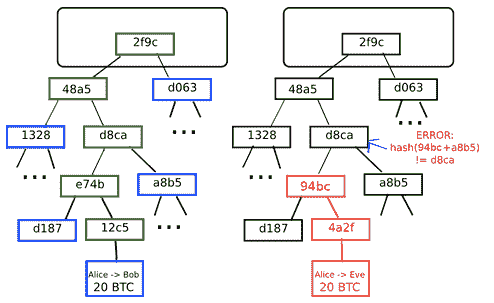 2f9c
48a5
d063
1328
d8ca
...
...
e74b
a8b5
...
d187
12c5
Alice -> Bob
20 BTC
2f9c
48a5
d063
...
1328
d8ca
ERROR:
hash(94bc+a8b5)
!= d8ca
...
94bc
a8b5
...
d187
4a2f
Alice -> Eve
20 BTC